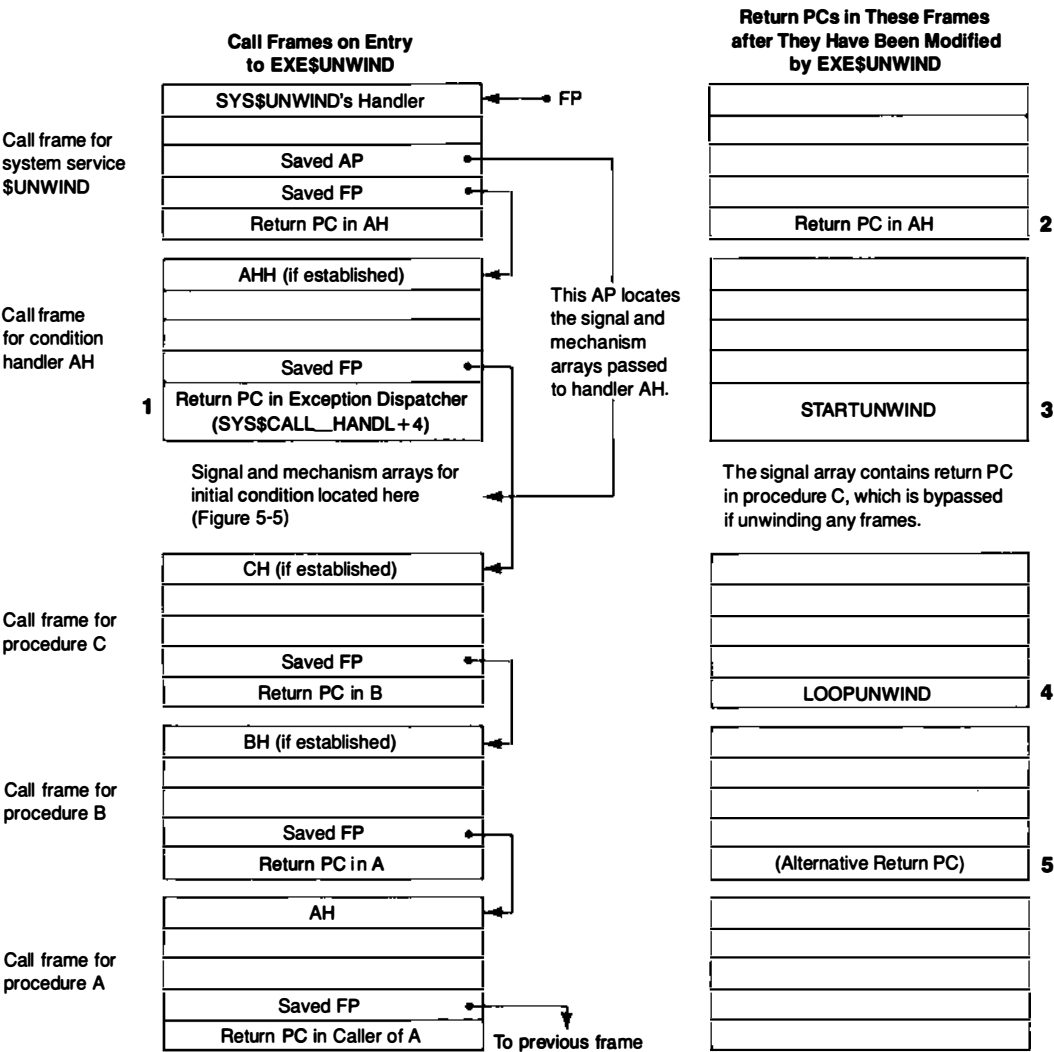 Call Frames on Entry
to EXE$UNWIND
Return PCs in These Frames
after They Have Been Modified
by EXE$UNWIND
Call frame for
system service
$UNWIND
SYS$UNWIND's Handler
FP
Saved AP
Saved FP
Return PC in AH
Return PC in AH
2
Call frame
for condition
handler AH
AHH (if established)
Saved FP
1
Return PC in Exception Dispatcher
(SYS$CALL__HANDL+4)
This AP locates
the signal and
mechanism
arrays passed
to handler AH.
STARTUNWIND
3
Signal and mechanism arrays for
initial condition located here
(Figure 5-5)
The signal array contains return PC
in procedure C, which is bypassed
if unwinding any frames.
Call frame for
procedure C
CH (if established)
Saved FP
Return PC in B
LOOPUNWIND
4
Call frame for
procedure B
BH (if established)
Saved FP
Return PC in A
(Alternative Return PC)
5
Call frame for
procedure A
AH
Saved FP
Return PC in Caller of A
To previous frame